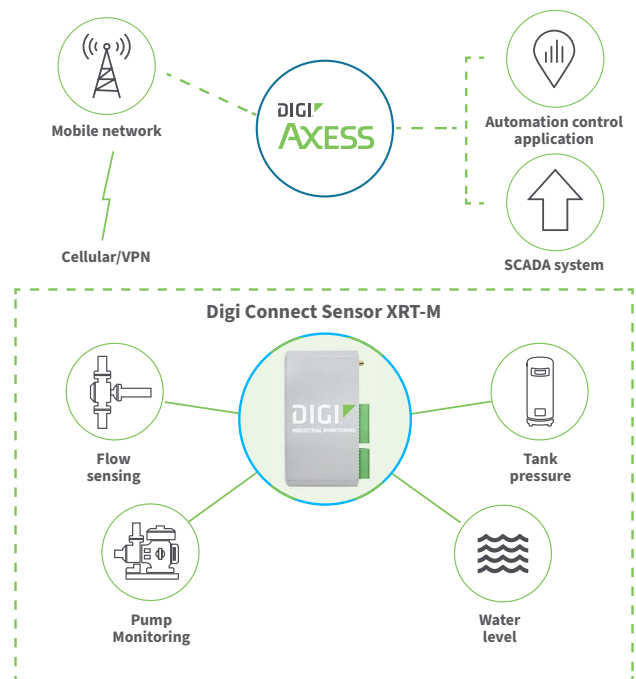 DIGI
AXESS
Mobile network
Automation control
application
Cellular/VPN
SCADA system
Digi Connect Sensor XRT-M
DIGI
INDUSTRIAL MONITORING
Flow
sensing
Tank
pressure
Pump
Monitoring
Water
level